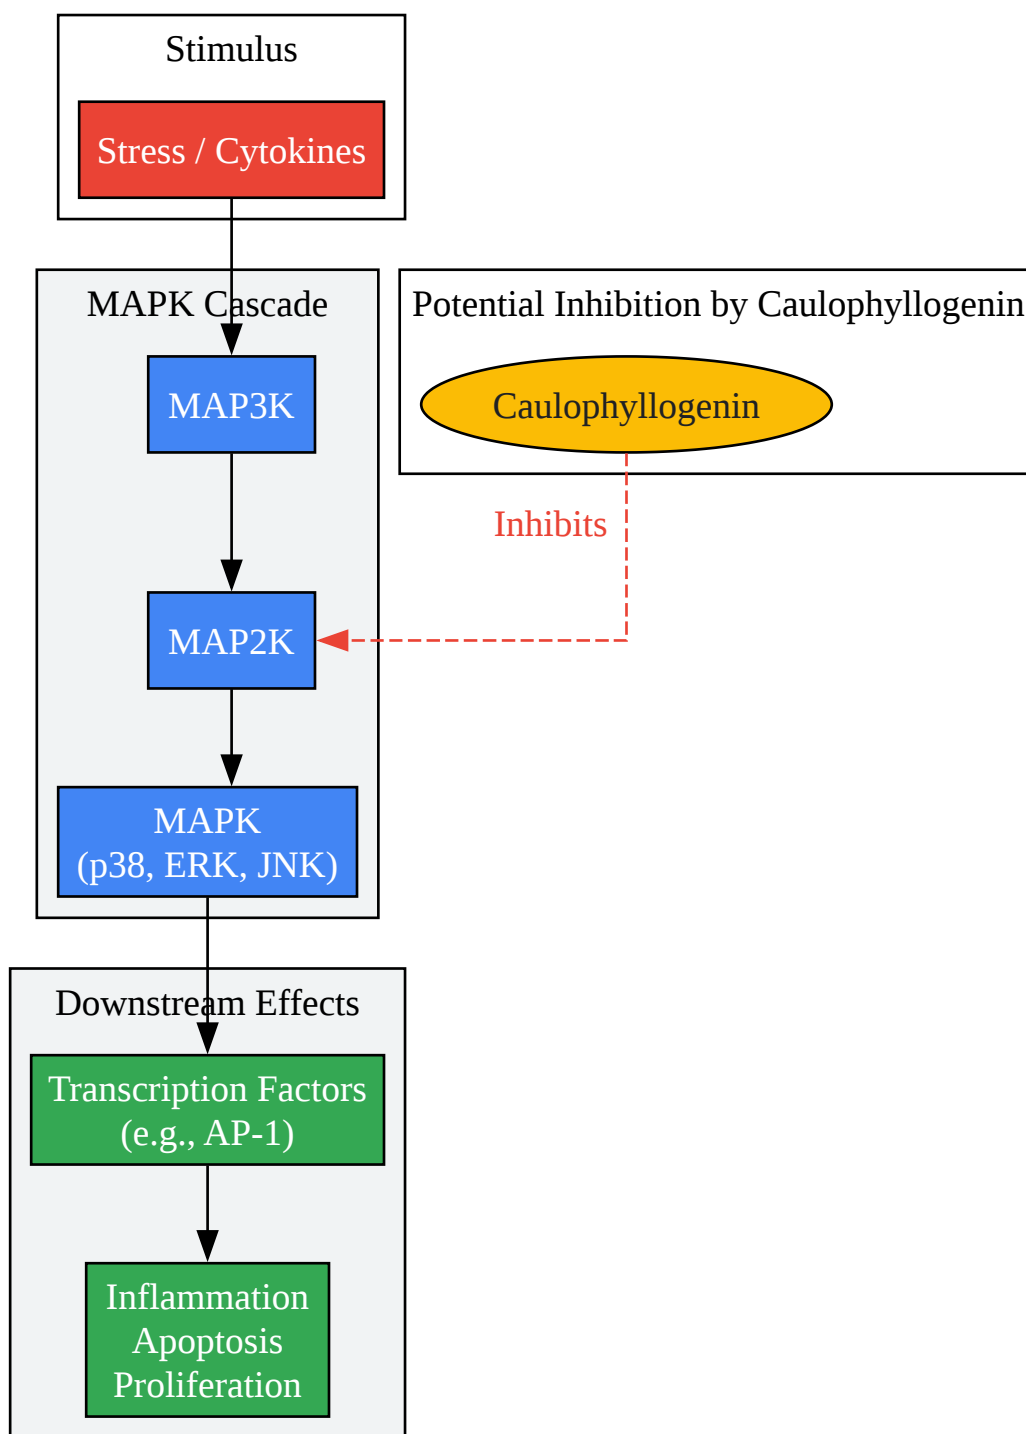 Stimulus
Stress / Cytokines
MAPK Cascade
MAP3K
Potential Inhibition by Caulophyllogenin
Caulophyllogenin
Inhibits
MAP2K
MAPK
(p38, ERK, JNK)
Downstream Effects
Transcription Factors
(e.g., AP-1)
Inflammation
Apoptosis
Proliferation